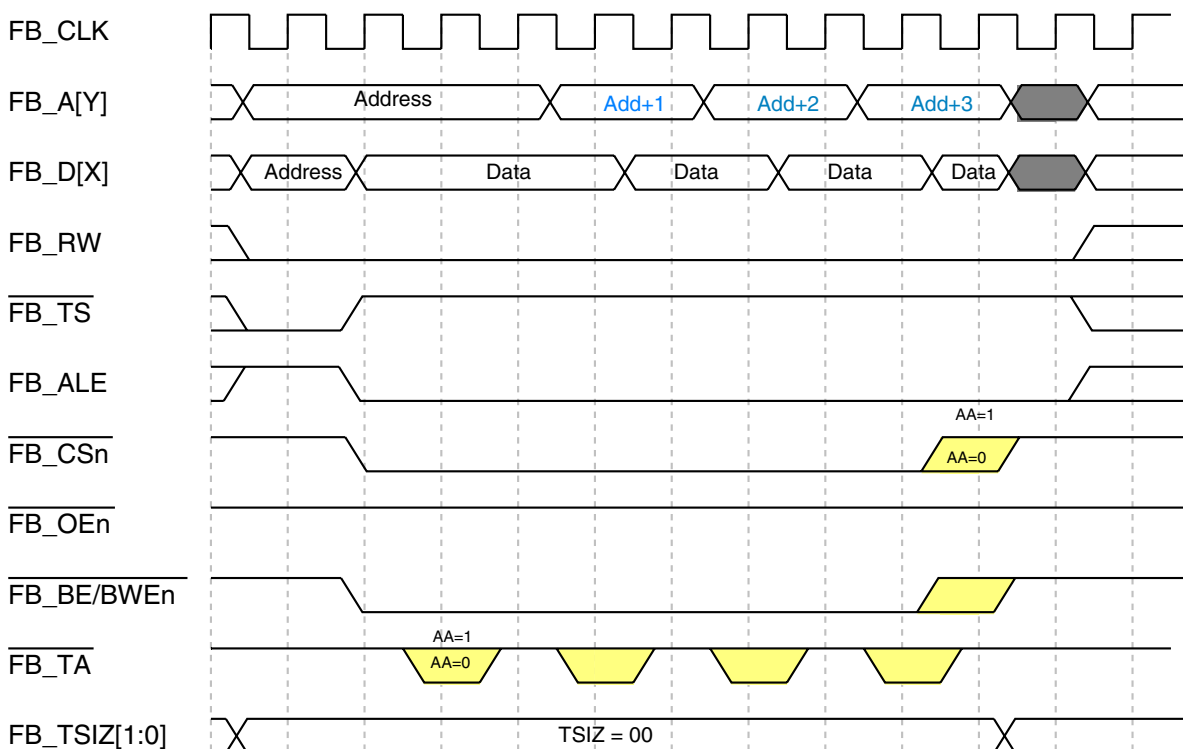 FB_CLK
FB_A[Y] Address Add+1 Add+2 Add+3
FB_D[X] Address Data Data Data Data
FB_RW
FB_TS
FB_ALE
AA=1
FB_CSn AA=0
FB_OEn
FB_BE/BWEn
AA=1
FB_TA AA=0
FB_TSIZ[1:0] TSIZ = 00